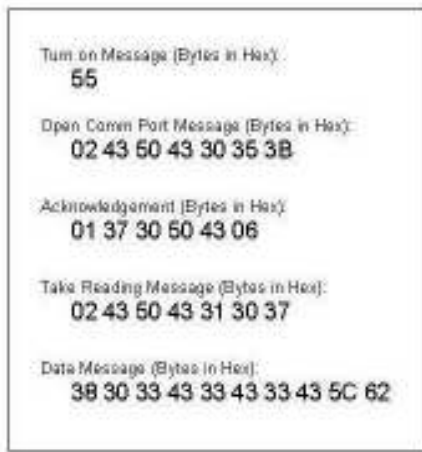 Turn on Message (Bytes in Hex):
55
Open Comm Port Message (Bytes in Hex):
02 43 50 43 30 35 3B
Acknowledgement (Bytes in Hex):
01 37 30 50 43 06
Take Reading Message (Bytes in Hex):
02 43 50 43 31 30 37
Data Message (Bytes in Hex):
38 30 33 43 33 43 33 43 5C 62